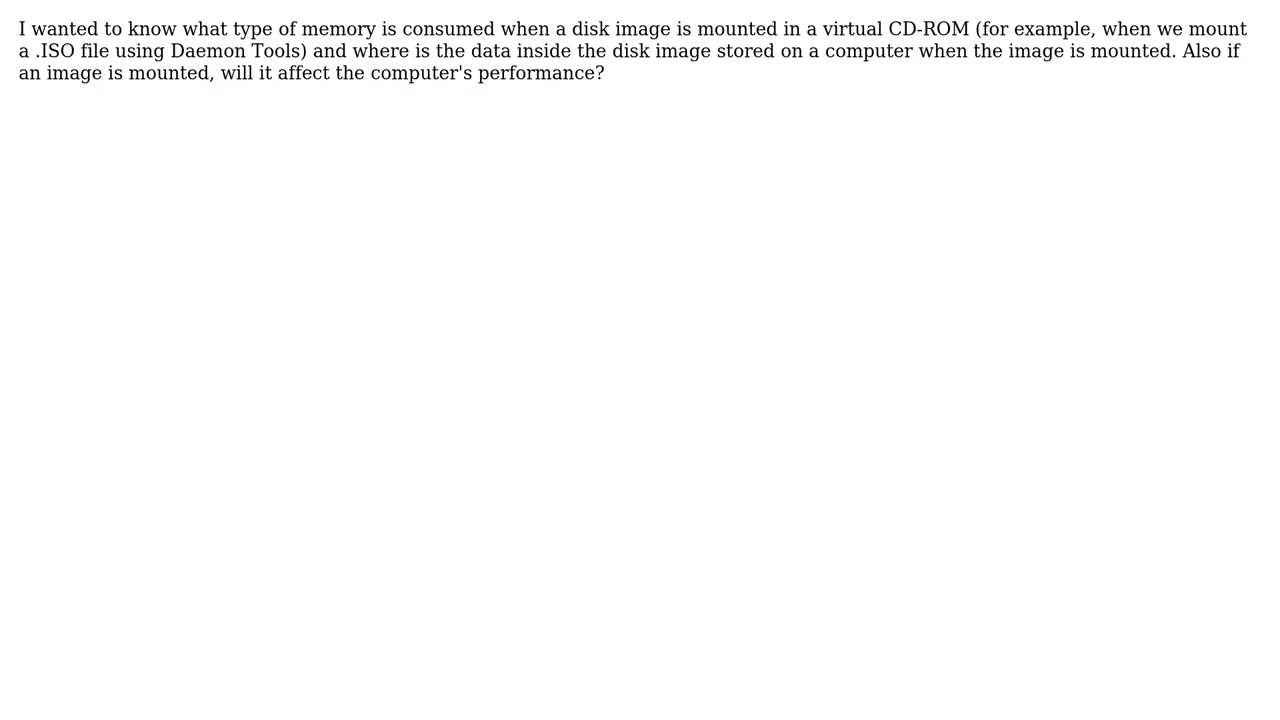 I wanted to know what type of memory is consumed when a disk image is mounted in a virtual CD-ROM (for example, when we mount
a .ISO file using Daemon Tools) and where is the data inside the disk image stored on a computer when the image is mounted. Also if
an image is mounted, will it affect the computer's performance?